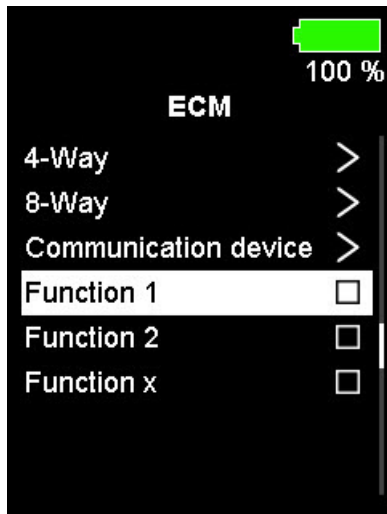 100 %
ECM
4-Way
8-Way
Communication device
Function 1
Function 2
Function x